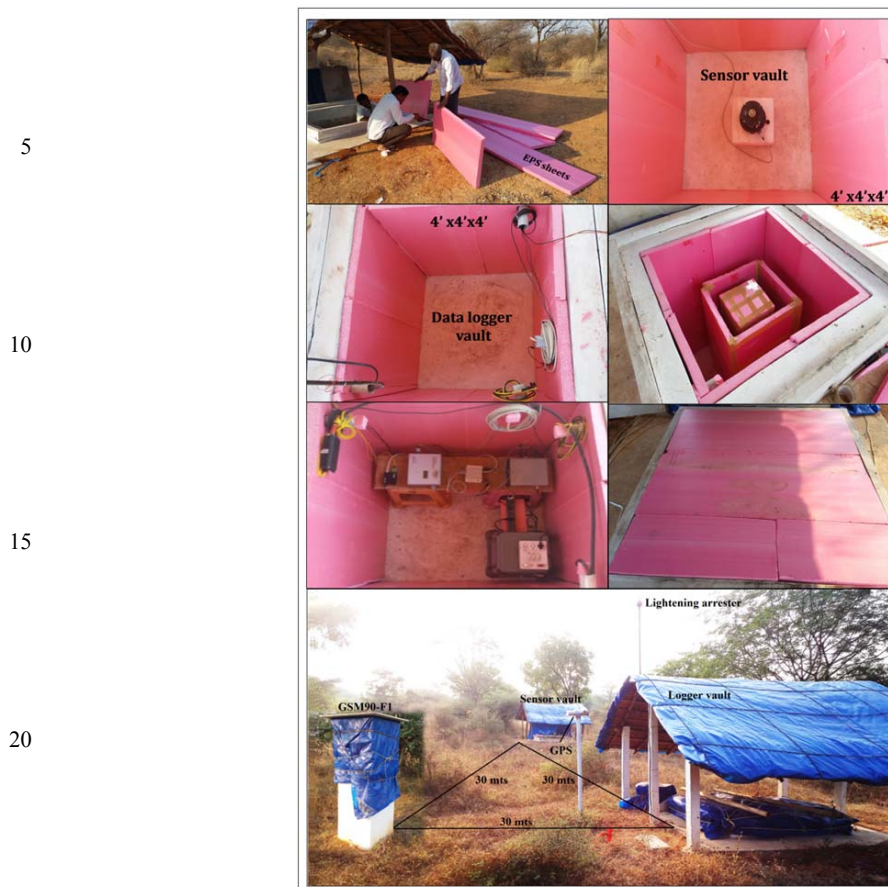 5
10
15
20
EPS sheets
Sensor vault
4' x4'x4'
4' x4'x4'
Data logger
vault
Lightening arrester
GSM90-F1
Sensor vault
Logger vault
GPS
30 mts
30 mts
30 mts